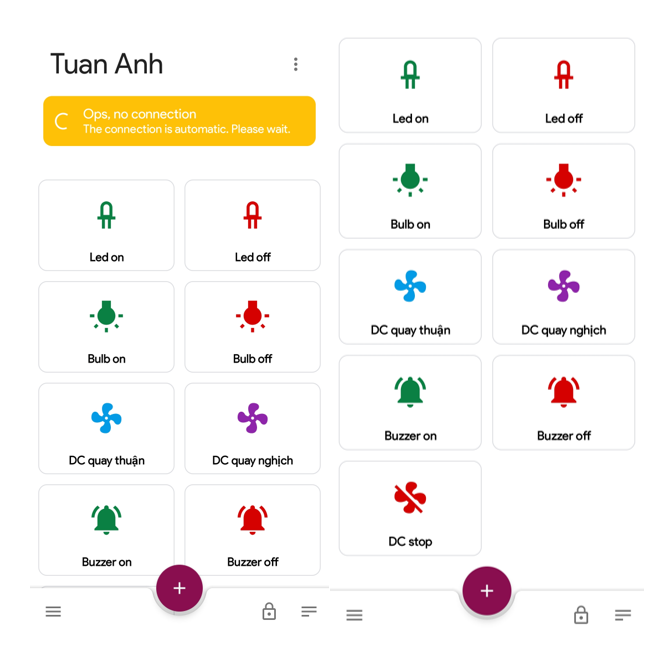 Tuan Anh
Ops, no connection
The connection is automatic. Please wait.
Led on
Led off
Bulb on
Bulb off
DC quay thuận
DC quay nghịch
Buzzer on
Buzzer off
Led on
Led off
Bulb on
Bulb off
DC quay thuận
DC quay nghịch
Buzzer on
Buzzer off
DC stop